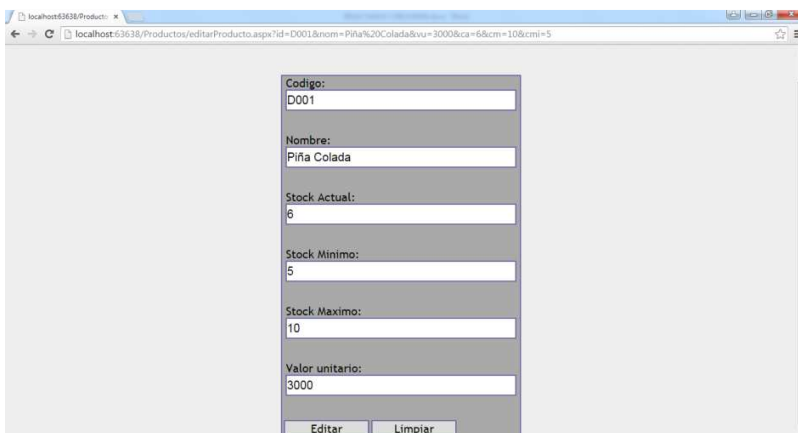 localhost:63638/Producto
localhost:63638/Productos/editarProducto.aspx?id=D001&nom=Piña%20Colada&vu=3000&ca=6&cm=10&cmi=5
Codigo:
D001
Nombre:
Piña Colada
Stock Actual:
6
Stock Minimo:
5
Stock Maximo:
10
Valor unitario:
3000
Editar Limpiar